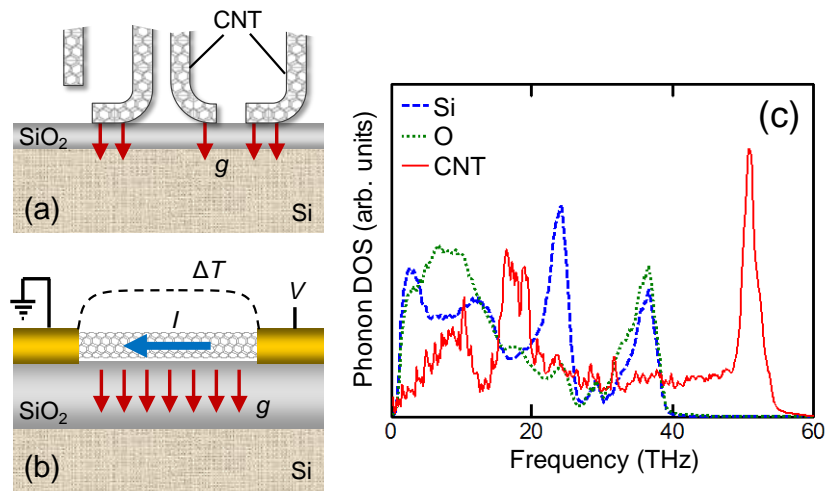 CNT
SiO2
g
(a)
Si
ΔT
V
I
SiO2
g
(b)
Si
(c)
Si
O
CNT
Phonon DOS (arb. units)
0
20
40
60
Frequency (THz)